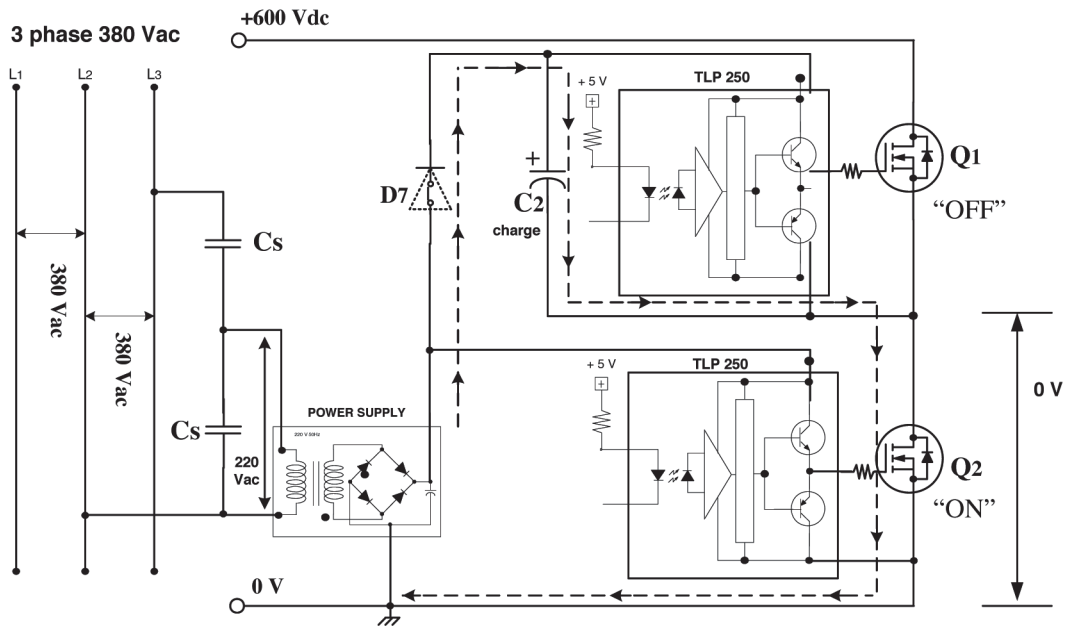 +600 Vdc
3 phase 380 Vac
L1 L2 L3
TLP 250
+ 5 V
Q1
"OFF"
D7
+
C2
charge
Cs
380 Vac
380 Vac
Cs
220
Vac
POWER SUPPLY
220 V 50Hz
TLP 250
+ 5 V
0 V
Q2
"ON"
0 V